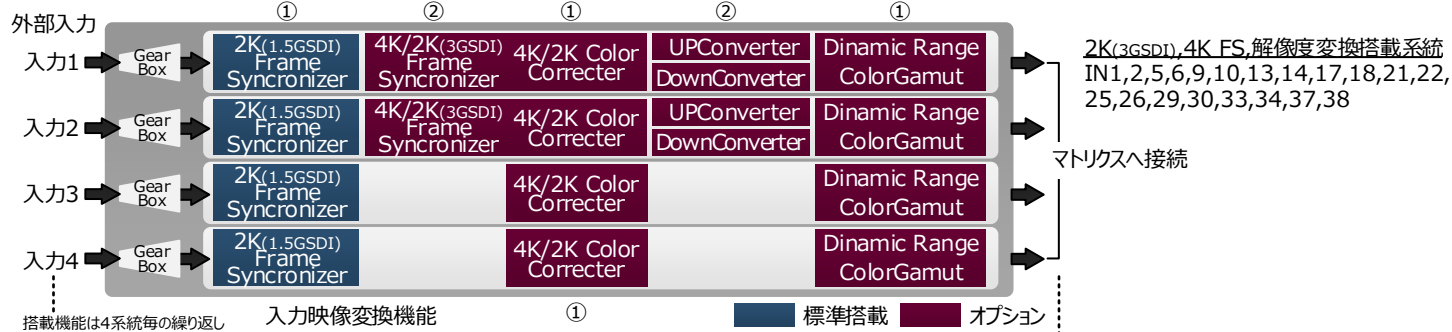 ① ② ① ② ①
外部入力
入力1 Gear Box 2K(1.5GSDI) Frame Syncronizer 4K/2K(3GSDI) Frame Syncronizer 4K/2K Color Correcter UPConverter DownConverter Dinamic Range ColorGamut
入力2 Gear Box 2K(1.5GSDI) Frame Syncronizer 4K/2K(3GSDI) Frame Syncronizer 4K/2K Color Correcter UPConverter DownConverter Dinamic Range ColorGamut
入力3 Gear Box 2K(1.5GSDI) Frame Syncronizer 4K/2K Color Correcter Dinamic Range ColorGamut
入力4 Gear Box 2K(1.5GSDI) Frame Syncronizer 4K/2K Color Correcter Dinamic Range ColorGamut
2K(3GSDI),4K FS,解像度変換搭載系統
IN1,2,5,6,9,10,13,14,17,18,21,22,
25,26,29,30,33,34,37,38
マトリクスへ接続
搭載機能は4系統毎の繰り返し
入力映像変換機能 ① 標準搭載 オプション